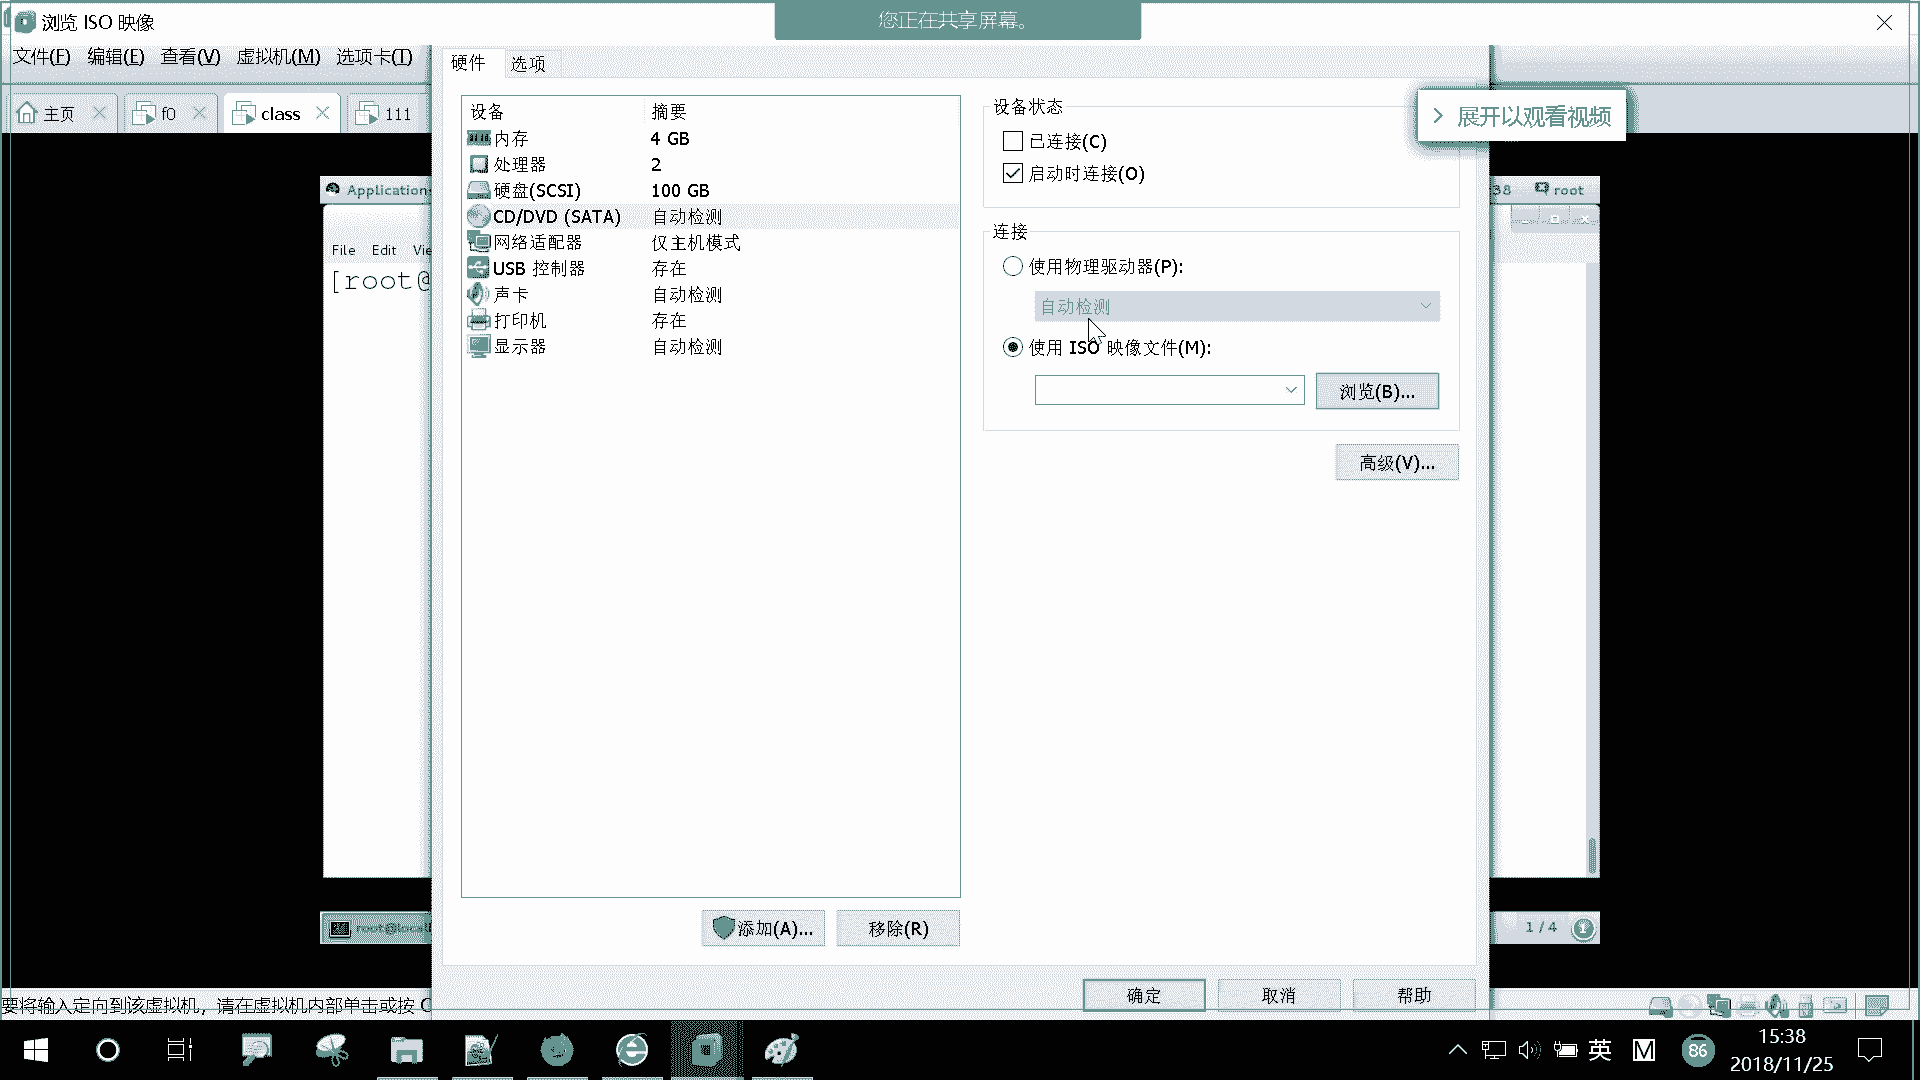 浏览 ISO 映像
您正在共享屏幕。
文件(F) 编辑(E) 查看(V) 虚拟机(M) 选项卡(T)
硬件 选项
主页 f0 class 111
展开以观看视频
设备 摘要
内存 4 GB
处理器 2
硬盘(SCSI) 100 GB
CD/DVD (SATA) 自动检测
网络适配器 仅主机模式
USB 控制器 存在
声卡 自动检测
打印机 存在
显示器 自动检测
设备状态
已连接(C)
启动时连接(O)
连接
使用物理驱动器(P):
自动检测
使用 ISO 映像文件(M):
浏览(B)...
高级(V)...
Application
38 root
File Edit Vie
[root@
添加(A)... 移除(R)
root@local
1 / 4
确定 取消 帮助
要将输入定向到该虚拟机，请在虚拟机内部单击或按 C
英 M 86
15:38
2018/11/25